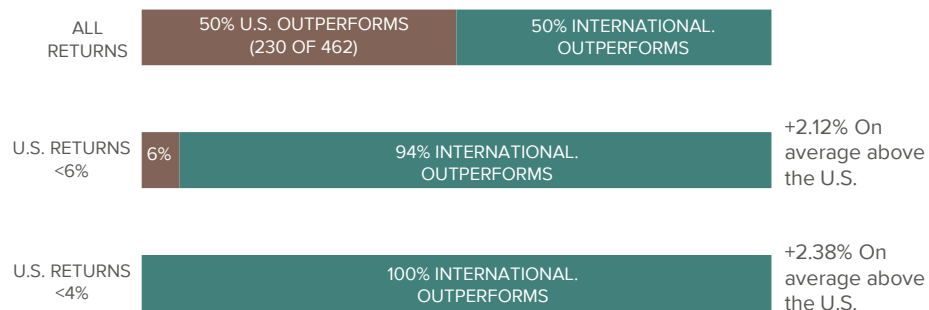 ALL
RETURNS
50% U.S. OUTPERFORMS
(230 OF 462)
50% INTERNATIONAL.
OUTPERFORMS
U.S. RETURNS
<6%
6%
94% INTERNATIONAL.
OUTPERFORMS
+2.12% On
average above
the U.S.
U.S. RETURNS
<4%
100% INTERNATIONAL.
OUTPERFORMS
+2.38% On
average above
the U.S.